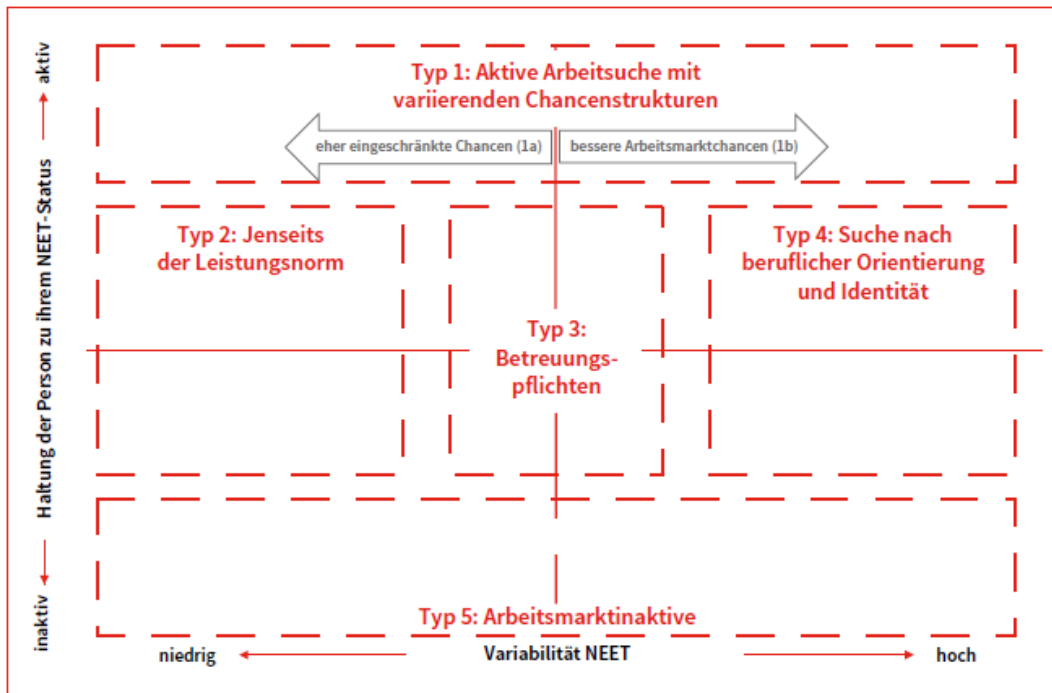 Typ 1: Aktive Arbeitsuche mit
variierenden Chancenstrukturen
eher eingeschränkte Chancen (1a)
bessere Arbeitsmarktchancen (1b)
Typ 2: Jenseits
der Leistungsnorm
Typ 3:
Betreuungs-
pflichten
Typ 4: Suche nach
beruflicher Orientierung
und Identität
Typ 5: Arbeitsmarktinaktive
inaktiv
Haltung der Person zu ihrem NEET-Status
aktiv
niedrig
Variabilität NEET
hoch